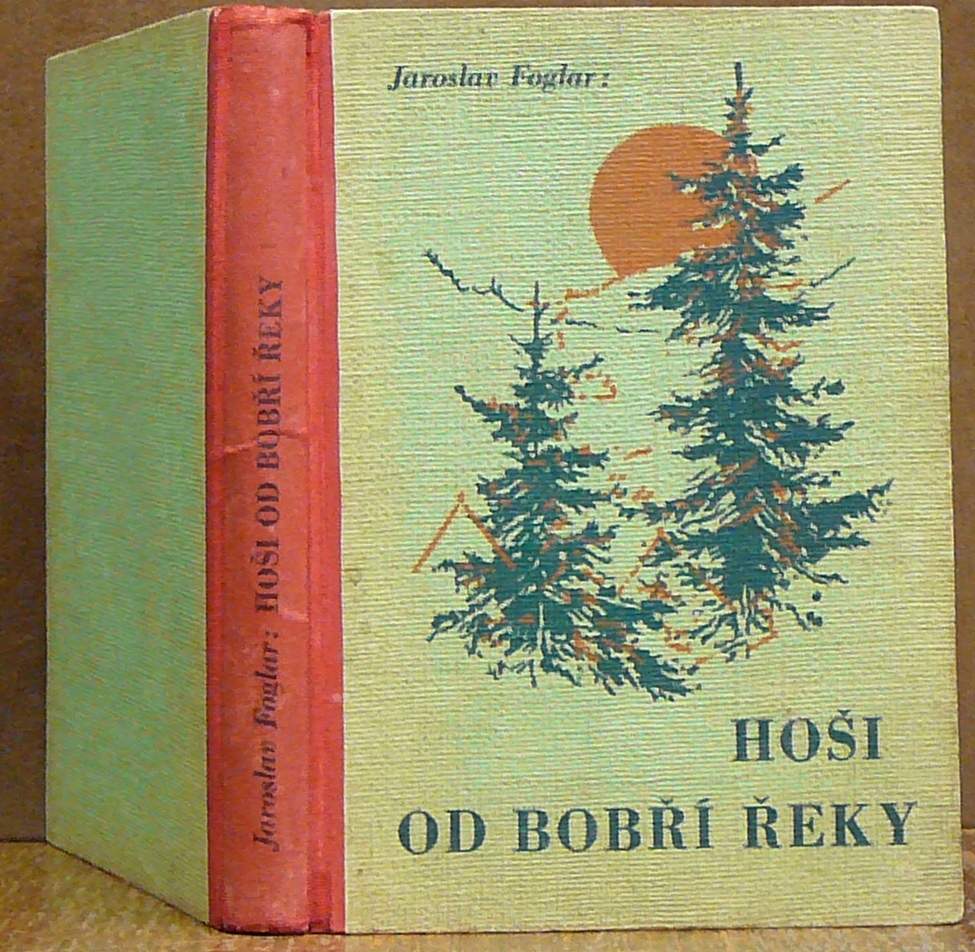 Jaroslav Foglar:
HOŠI
OD BOBŘÍ ŘEKY
Jaroslav Foglar: HOŠI OD BOBŘÍ ŘEKY